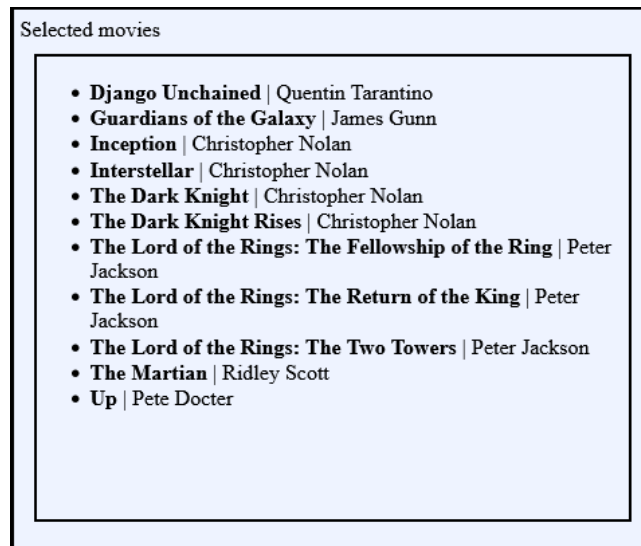 Selected movies
• Django Unchained | Quentin Tarantino
• Guardians of the Galaxy | James Gunn
• Inception | Christopher Nolan
• Interstellar | Christopher Nolan
• The Dark Knight | Christopher Nolan
• The Dark Knight Rises | Christopher Nolan
• The Lord of the Rings: The Fellowship of the Ring | Peter
Jackson
• The Lord of the Rings: The Return of the King | Peter
Jackson
• The Lord of the Rings: The Two Towers | Peter Jackson
• The Martian | Ridley Scott
• Up | Pete Docter